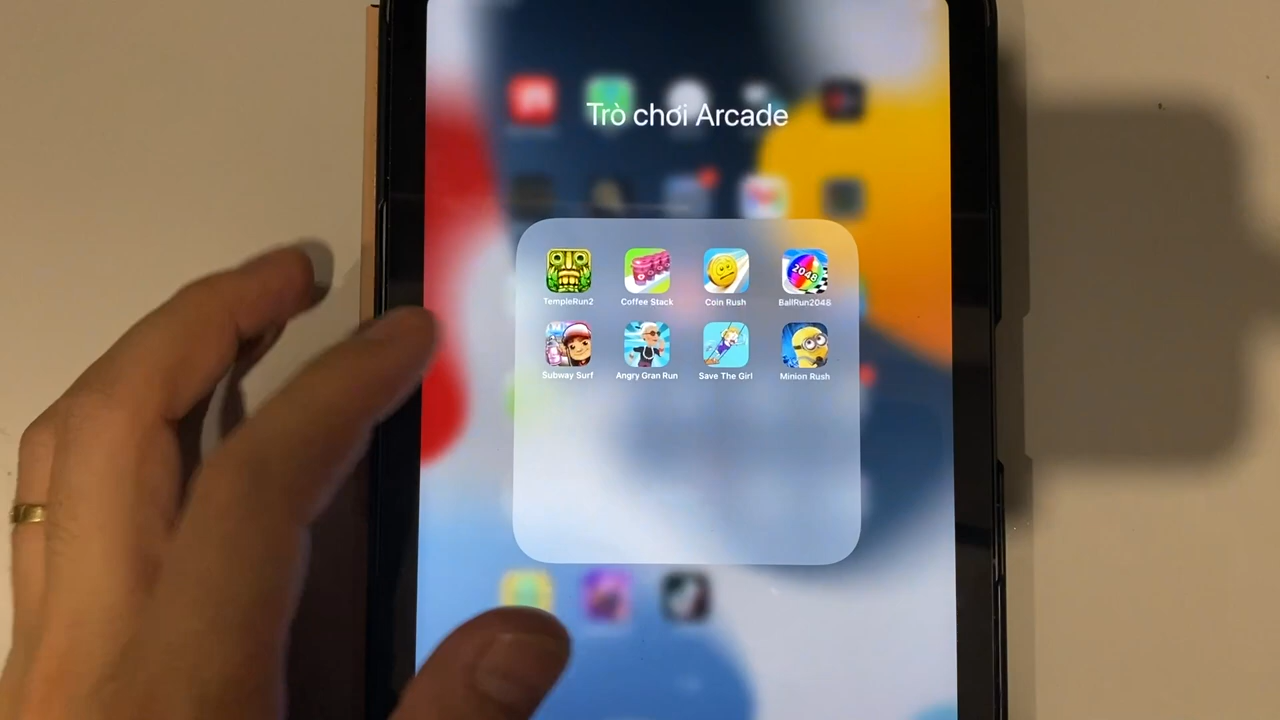 Trò chơi Arcade
TempleRun2
Coffee Stack
Coin Rush
BallRun2048
2048
Subway Surf
Angry Gran Run
Save The Girl
Minion Rush